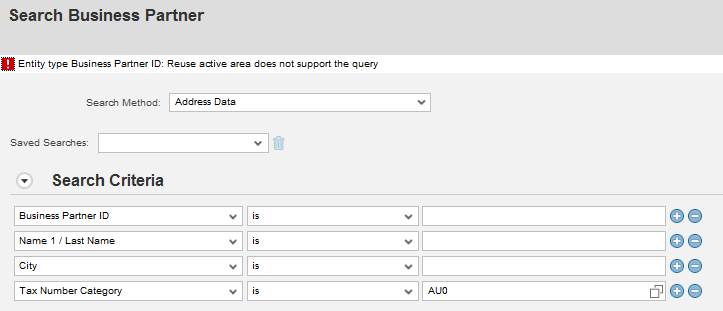 Search Business Partner
Entity type Business Partner ID: Reuse active area does not support the query
Search Method: Address Data
Saved Searches:
Search Criteria
Business Partner ID is
Name 1 / Last Name is
City is
Tax Number Category is AU0